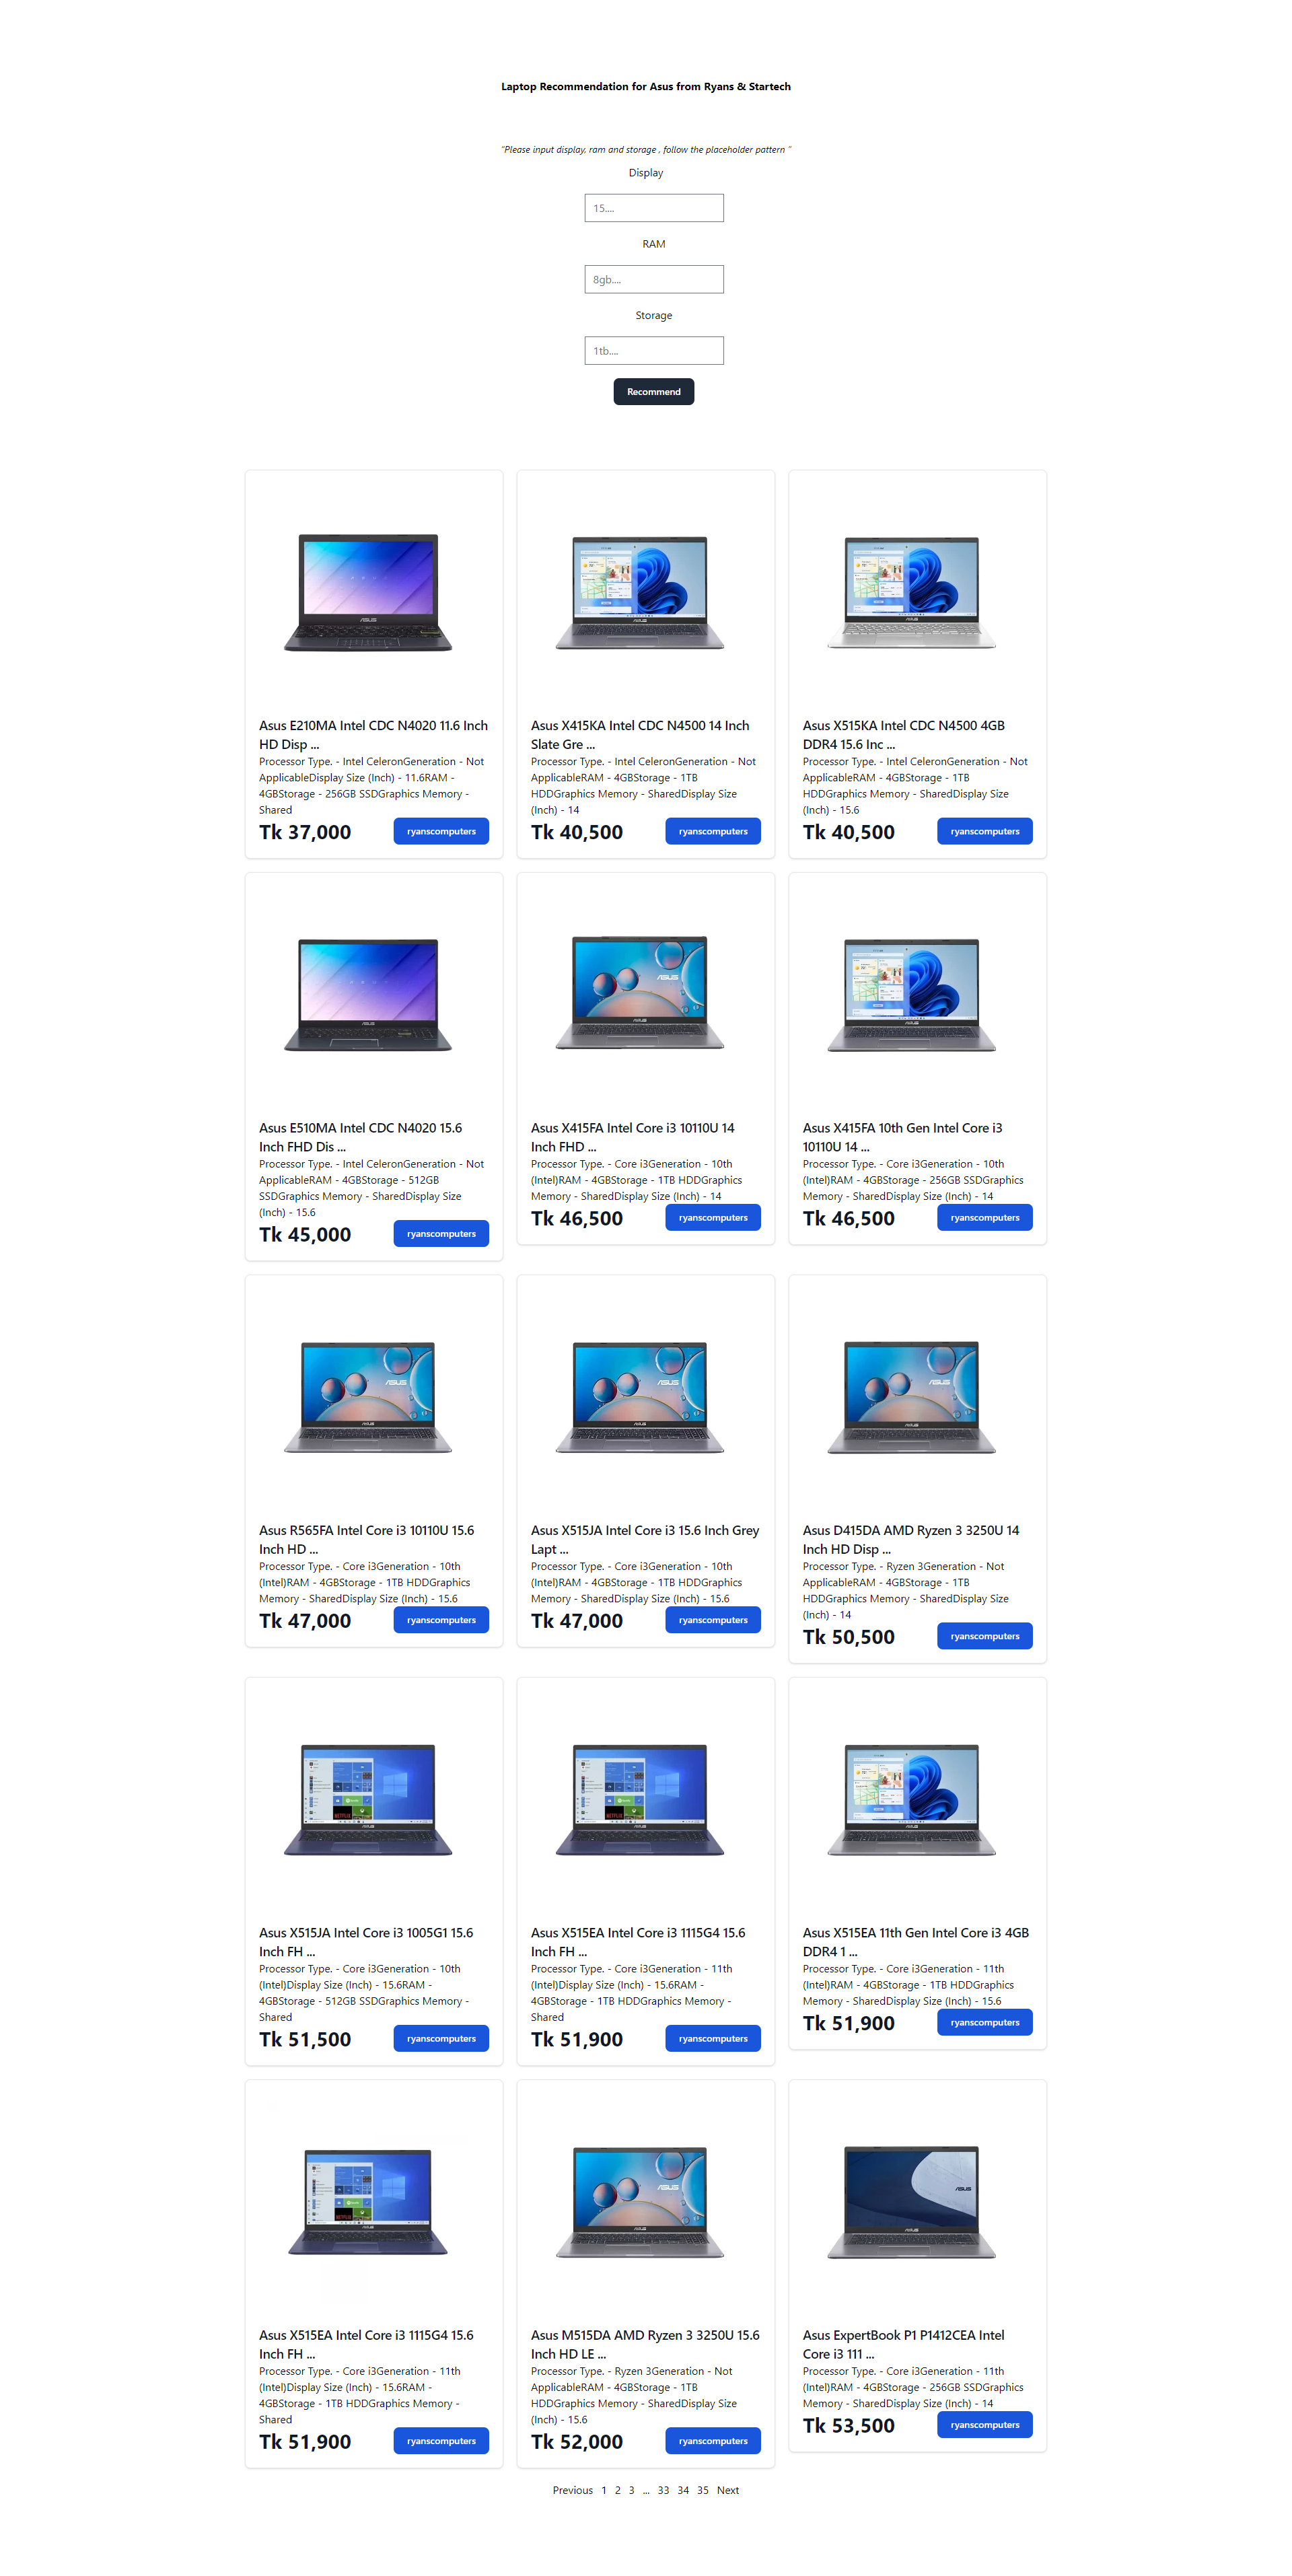 Laptop Recommendation for Asus from Ryans & Startech
"Please input display, ram and storage , follow the placeholder pattern "
Display
15....
RAM
8gb....
Storage
1tb....
Recommend
Asus E210MA Intel CDC N4020 11.6 Inch
HD Disp ...
Processor Type. - Intel CeleronGeneration - Not
ApplicableDisplay Size (Inch) - 11.6RAM -
4GBStorage - 256GB SSDGraphics Memory -
Shared
Tk 37,000
ryanscomputers
Asus X415KA Intel CDC N4500 14 Inch
Slate Gre ...
Processor Type. - Intel CeleronGeneration - Not
ApplicableRAM - 4GBStorage - 1TB
HDDGraphics Memory - SharedDisplay Size
(Inch) - 14
Tk 40,500
ryanscomputers
Asus X515KA Intel CDC N4500 4GB
DDR4 15.6 Inc ...
Processor Type. - Intel CeleronGeneration - Not
ApplicableRAM - 4GBStorage - 1TB
HDDGraphics Memory - SharedDisplay Size
(Inch) - 15.6
Tk 40,500
ryanscomputers
Asus E510MA Intel CDC N4020 15.6
Inch FHD Dis ...
Processor Type. - Intel CeleronGeneration - Not
ApplicableRAM - 4GBStorage - 512GB
SSDGraphics Memory - SharedDisplay Size
(Inch) - 15.6
Tk 45,000
ryanscomputers
Asus X415FA Intel Core i3 10110U 14
Inch FHD ...
Processor Type. - Core i3Generation - 10th
(Intel)RAM - 4GBStorage - 1TB HDDGraphics
Memory - SharedDisplay Size (Inch) - 14
Tk 46,500
ryanscomputers
Asus X415FA 10th Gen Intel Core i3
10110U 14 ...
Processor Type. - Core i3Generation - 10th
(Intel)RAM - 4GBStorage - 256GB SSDGraphics
Memory - SharedDisplay Size (Inch) - 14
Tk 46,500
ryanscomputers
Asus R565FA Intel Core i3 10110U 15.6
Inch HD ...
Processor Type. - Core i3Generation - 10th
(Intel)RAM - 4GBStorage - 1TB HDDGraphics
Memory - SharedDisplay Size (Inch) - 15.6
Tk 47,000
ryanscomputers
Asus X515JA Intel Core i3 15.6 Inch Grey
Lapt ...
Processor Type. - Core i3Generation - 10th
(Intel)RAM - 4GBStorage - 1TB HDDGraphics
Memory - SharedDisplay Size (Inch) - 15.6
Tk 47,000
ryanscomputers
Asus D415DA AMD Ryzen 3 3250U 14
Inch HD Disp ...
Processor Type. - Ryzen 3Generation - Not
ApplicableRAM - 4GBStorage - 1TB
HDDGraphics Memory - SharedDisplay Size
(Inch) - 14
Tk 50,500
ryanscomputers
Asus X515JA Intel Core i3 1005G1 15.6
Inch FH ...
Processor Type. - Core i3Generation - 10th
(Intel)Display Size (Inch) - 15.6RAM -
4GBStorage - 512GB SSDGraphics Memory -
Shared
Tk 51,500
ryanscomputers
Asus X515EA Intel Core i3 1115G4 15.6
Inch FH ...
Processor Type. - Core i3Generation - 11th
(Intel)Display Size (Inch) - 15.6RAM -
4GBStorage - 1TB HDDGraphics Memory -
Shared
Tk 51,900
ryanscomputers
Asus X515EA 11th Gen Intel Core i3 4GB
DDR4 1 ...
Processor Type. - Core i3Generation - 11th
(Intel)RAM - 4GBStorage - 1TB HDDGraphics
Memory - SharedDisplay Size (Inch) - 15.6
Tk 51,900
ryanscomputers
Asus X515EA Intel Core i3 1115G4 15.6
Inch FH ...
Processor Type. - Core i3Generation - 11th
(Intel)Display Size (Inch) - 15.6RAM -
4GBStorage - 1TB HDDGraphics Memory -
Shared
Tk 51,900
ryanscomputers
Asus M515DA AMD Ryzen 3 3250U 15.6
Inch HD LE ...
Processor Type. - Ryzen 3Generation - Not
ApplicableRAM - 4GBStorage - 1TB
HDDGraphics Memory - SharedDisplay Size
(Inch) - 15.6
Tk 52,000
ryanscomputers
Asus ExpertBook P1 P1412CEA Intel
Core i3 111 ...
Processor Type. - Core i3Generation - 11th
(Intel)RAM - 4GBStorage - 256GB SSDGraphics
Memory - SharedDisplay Size (Inch) - 14
Tk 53,500
ryanscomputers
Previous 1 2 3 ... 33 34 35 Next